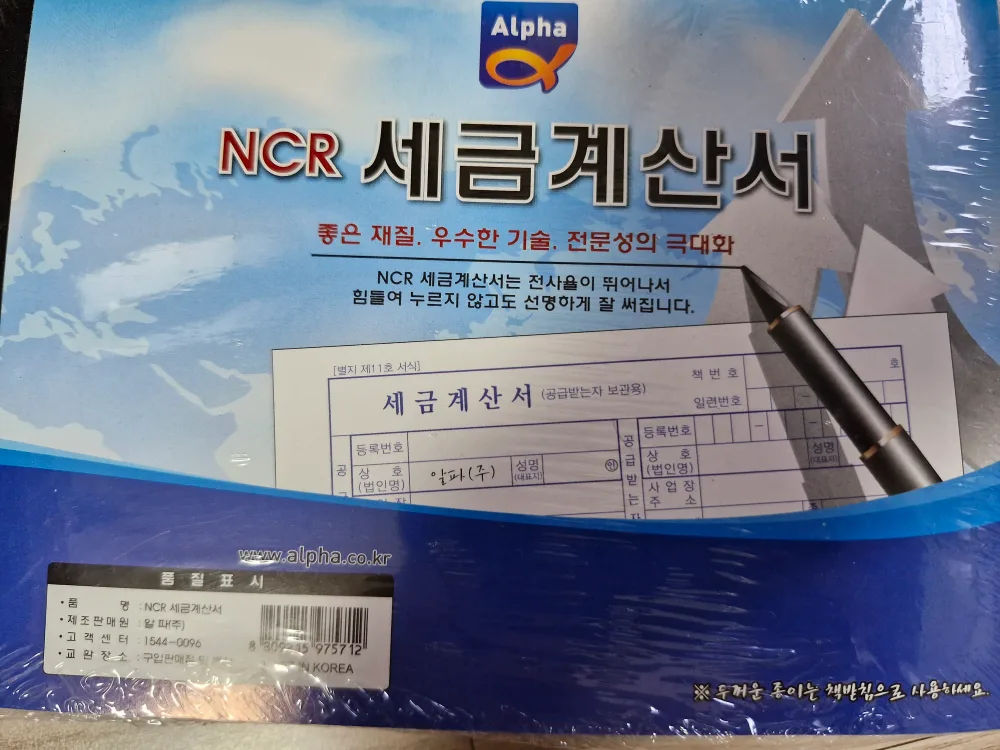 Alpha
NCR 세금계산서
좋은 재질. 우수한 기술. 전문성의 극대화
NCR 세금계산서는 전사율이 뛰어나서
힘들여 누르지 않고도 선명하게 잘 써집니다.
[별지 제11호 서식]
세금계산서 (공급받는자 보관용)
책 번 호
호
일련번호
등록번호
상 호
(법인명)
알파(주)
성명
(대표자)
인
공
급
받
는
자
등록번호
상 호
(법인명)
성명
(대표자)
사 업 장
주 소
www.alpha.co.kr
품 질 표 시
·품 명 : NCR 세금계산서
·제조판매원 : 알 파(주)
·고객센터 : 1544-0096
·교환장소 : 구입판매점
975712
IN KOREA
※ 두꺼운 종이는 책받침으로 사용하세요.